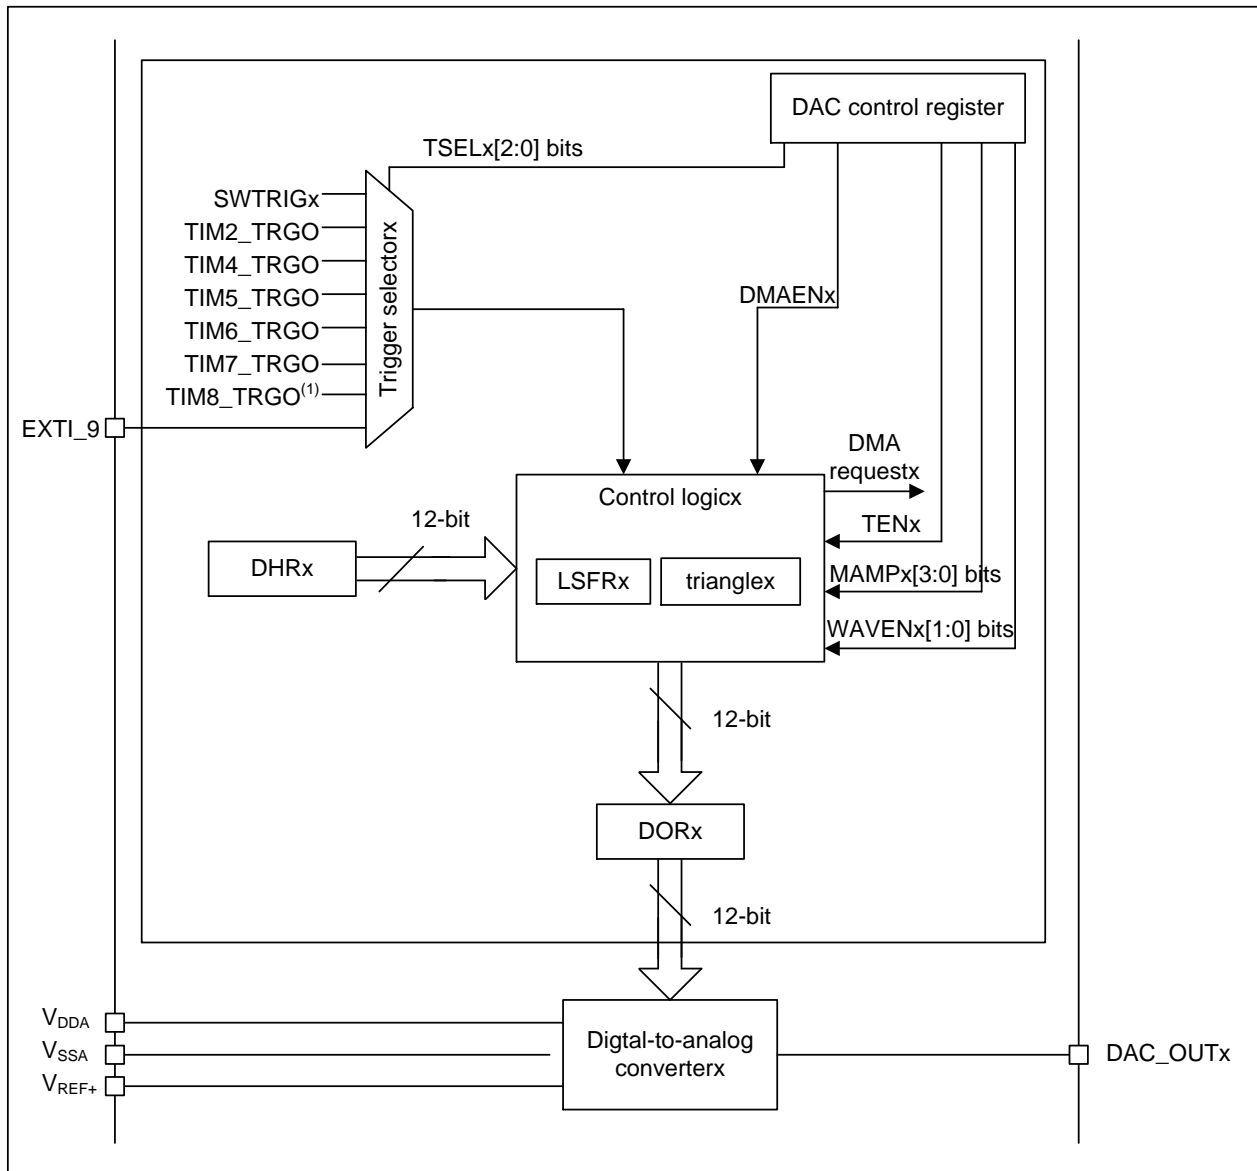 DAC control register
TSELx[2:0] bits
SWTRIGx
TIM2_TRGO
TIM4_TRGO
TIM5_TRGO
TIM6_TRGO
TIM7_TRGO
TIM8_TRGO(1)
EXTI_9
Trigger selectorx
DMAENx
DMA
requestx
TENx
MAMPx[3:0] bits
WAVENx[1:0] bits
Control logicx
LSFRx
trianglex
12-bit
DHRx
12-bit
DORx
12-bit
VDDA
VSSA
VREF+
Digtal-to-analog
converterx
DAC_OUTx